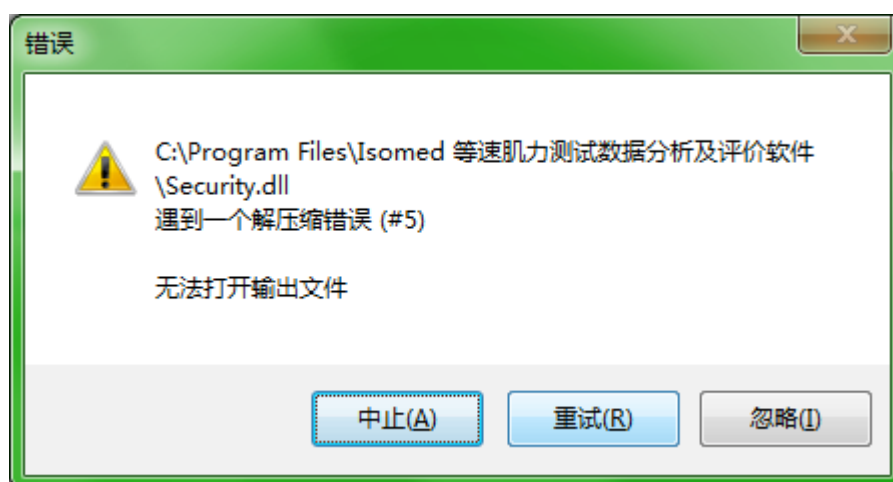 错误
C:\Program Files\Isomed 等速肌力测试数据分析及评价软件
\Security.dll
遇到一个解压缩错误 (#5)
无法打开输出文件
中止(A)
重试(R)
忽略(I)